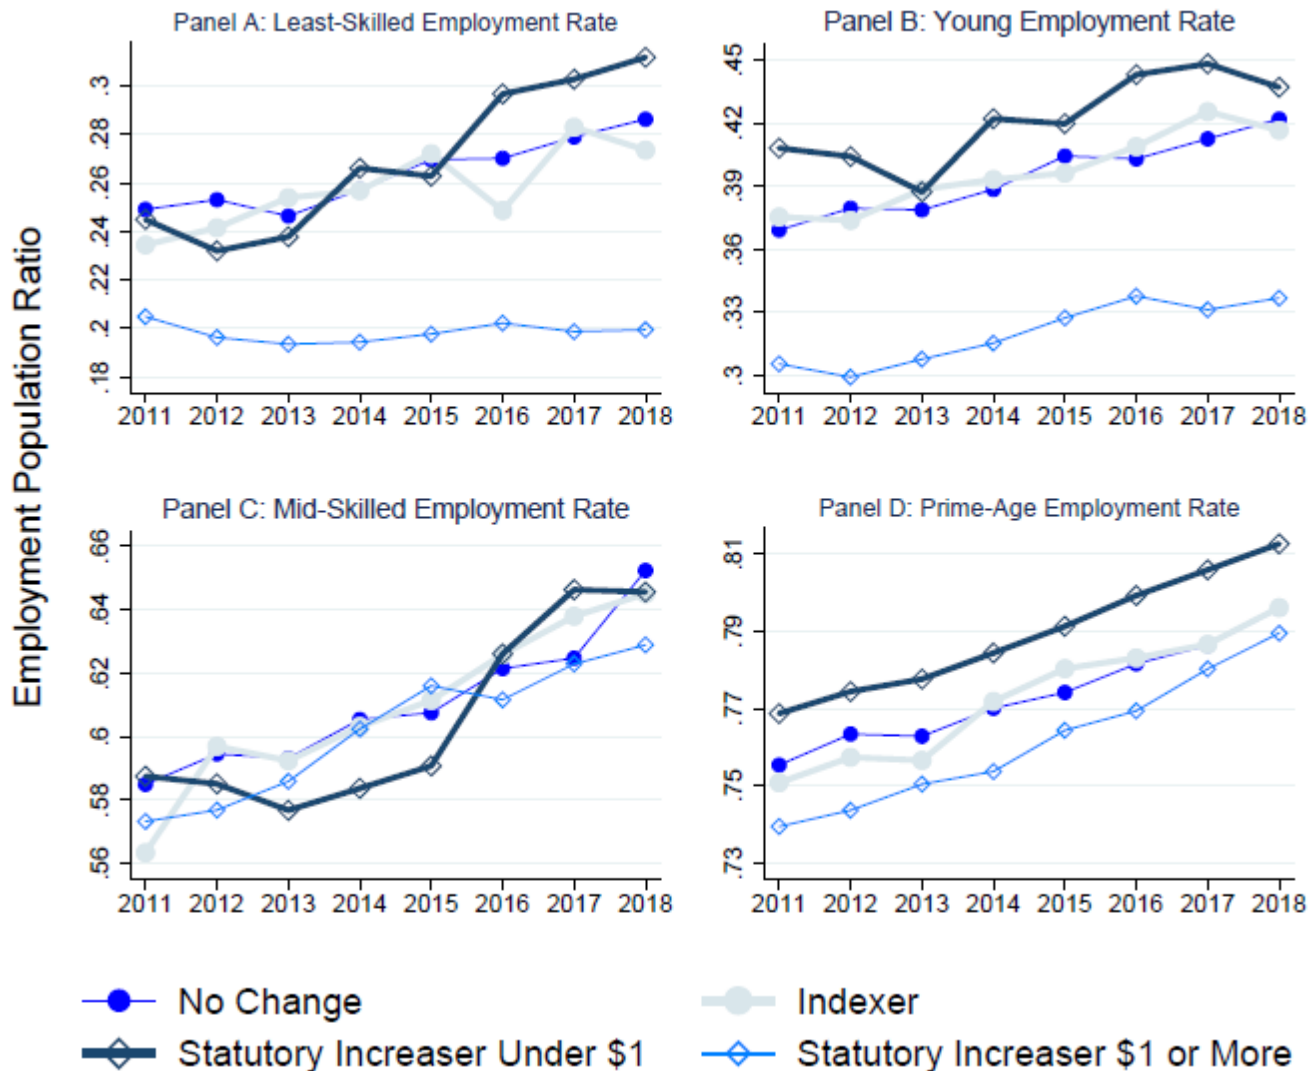 Panel A: Least-Skilled Employment Rate
Panel B: Young Employment Rate
Employment Population Ratio
.3
.28
.26
.24
.22
.2
.18
2011 2012 2013 2014 2015 2016 2017 2018
.45
.42
.39
.36
.33
.3
2011 2012 2013 2014 2015 2016 2017 2018
Panel C: Mid-Skilled Employment Rate
Panel D: Prime-Age Employment Rate
.66
.64
.62
.6
.58
.56
2011 2012 2013 2014 2015 2016 2017 2018
.81
.79
.77
.75
.73
2011 2012 2013 2014 2015 2016 2017 2018
No Change
Indexer
Statutory Increaser Under $1
Statutory Increaser $1 or More